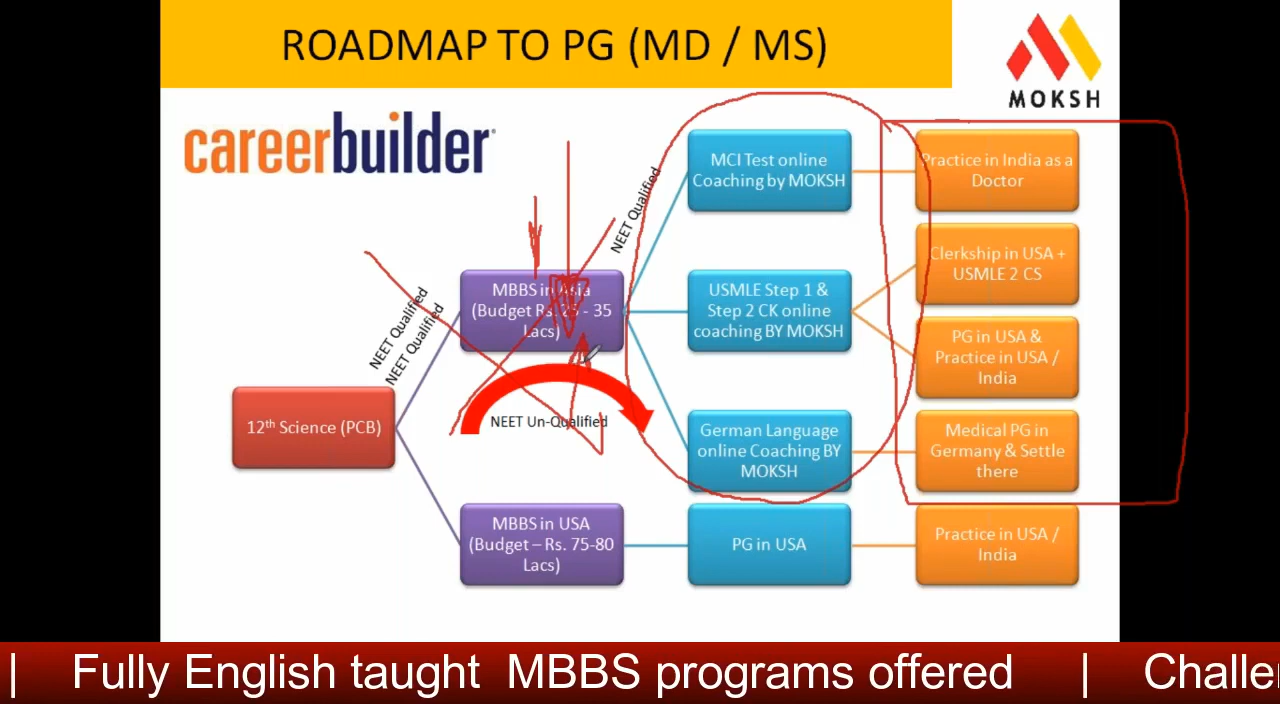 ROADMAP TO PG (MD / MS)
MOKSH
careerbuilder
MCI Test online
Coaching by MOKSH
Practice in India as a
Doctor
NEET Qualified
NEET Qualified
NEET Qualified
MBBS in Asia
(Budget Rs. 25 - 35
Lacs)
USMLE Step 1 &
Step 2 CK online
coaching BY MOKSH
Clerkship in USA +
USMLE 2 CS
PG in USA &
Practice in USA /
India
12th Science (PCB)
NEET Un-Qualified
German Language
online Coaching BY
MOKSH
Medical PG in
Germany & Settle
there
MBBS in USA
(Budget – Rs. 75-80
Lacs)
PG in USA
Practice in USA /
India
| Fully English taught MBBS programs offered | Challe